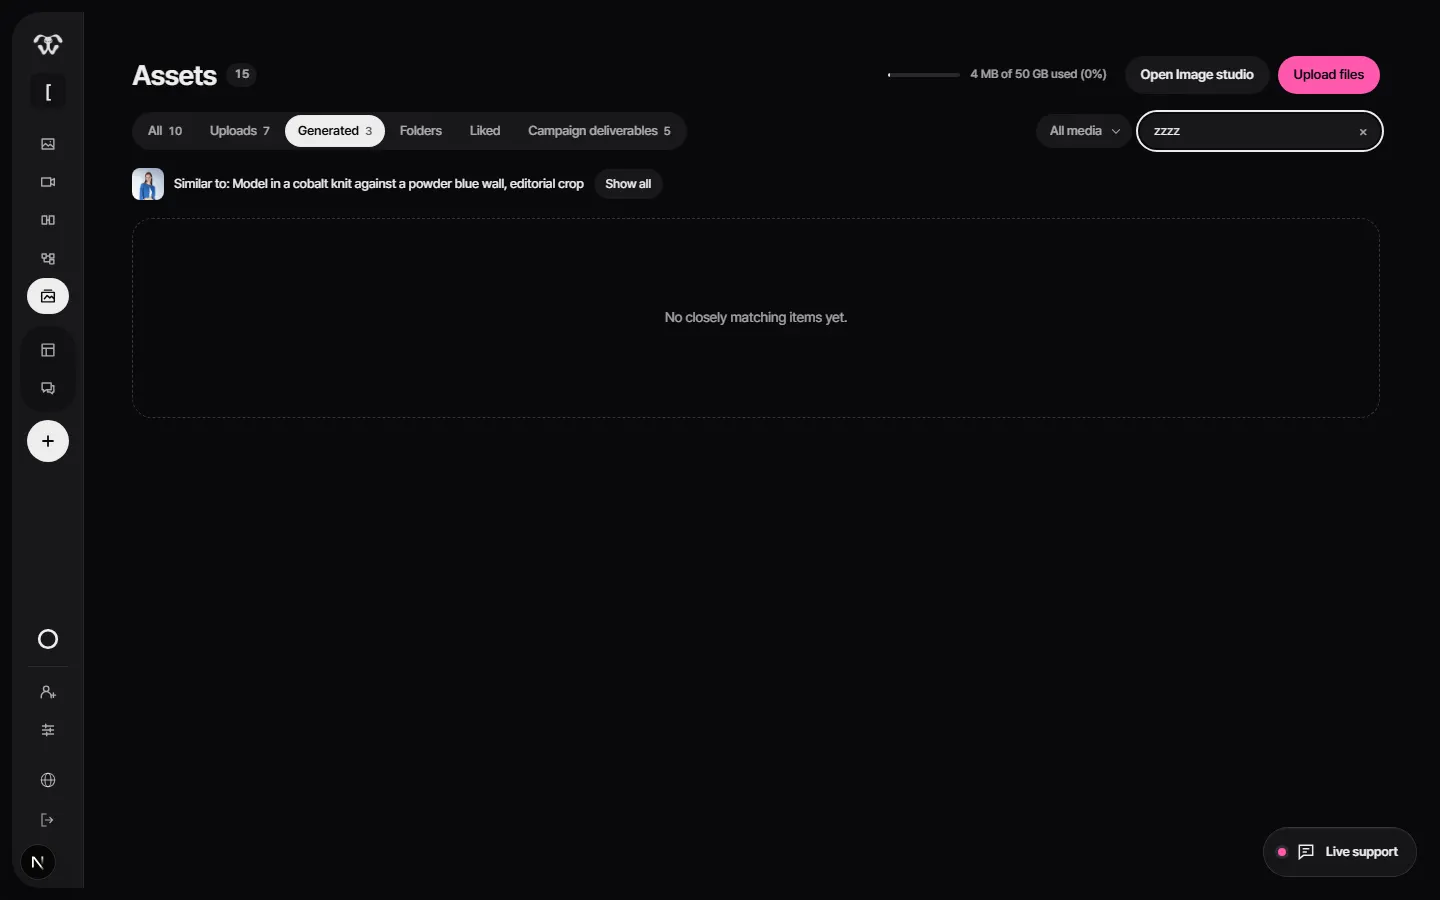 [
Assets 15
4 MB of 50 GB used (0%)
Open Image studio
Upload files
All 10
Uploads 7
Generated 3
Folders
Liked
Campaign deliverables 5
All media
zzzz
×
Similar to: Model in a cobalt knit against a powder blue wall, editorial crop
Show all
No closely matching items yet.
N
Live support